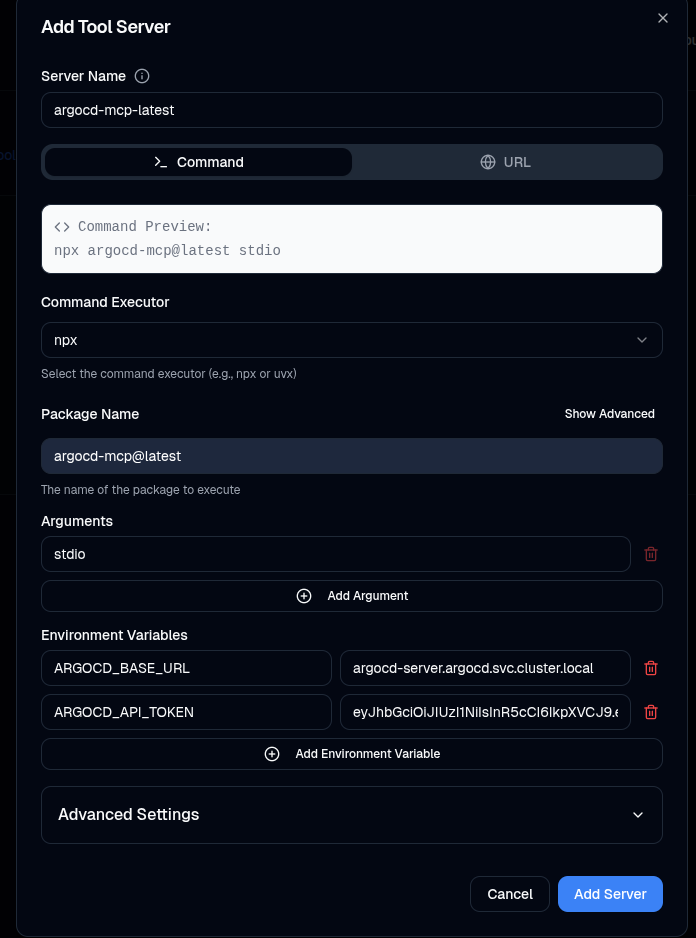 Add Tool Server
Server Name
argocd-mcp-latest
Command
URL
Command Preview:
npx argocd-mcp@latest stdio
Command Executor
npx
Select the command executor (e.g., npx or uvx)
Package Name
Show Advanced
argocd-mcp@latest
The name of the package to execute
Arguments
stdio
Add Argument
Environment Variables
ARGOCD_BASE_URL
argocd-server.argocd.svc.cluster.local
ARGOCD_API_TOKEN
eyJhbGciOiJIUzI1NiIsInR5cCI6IkpXVCJ9.e
Add Environment Variable
Advanced Settings
Cancel
Add Server